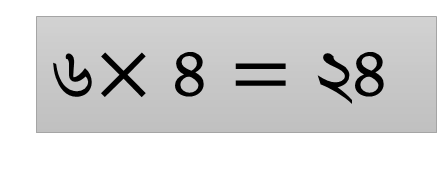 ৬× ৪ = ২৪